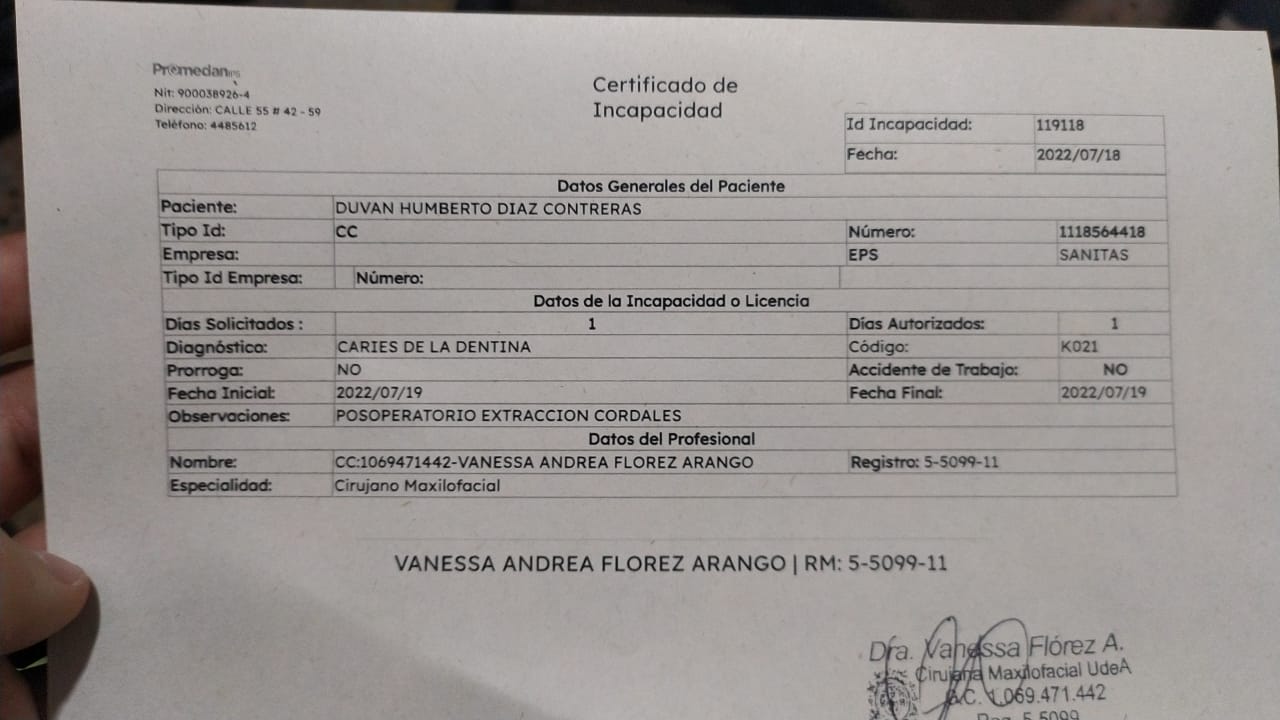 Promedan IPS
Nit: 900038926-4
Dirección: CALLE 55 # 42 - 59
Teléfono: 4485612
Certificado de
Incapacidad
Id Incapacidad: 119118
Fecha: 2022/07/18
Datos Generales del Paciente
Paciente: DUVAN HUMBERTO DIAZ CONTRERAS
Tipo Id: CC Número: 1118564418
Empresa: EPS SANITAS
Tipo Id Empresa: Número:
Datos de la Incapacidad o Licencia
Días Solicitados : 1 Días Autorizados: 1
Diagnóstico: CARIES DE LA DENTINA Código: K021
Prorroga: NO Accidente de Trabajo: NO
Fecha Inicial: 2022/07/19 Fecha Final: 2022/07/19
Observaciones: POSOPERATORIO EXTRACCION CORDALES
Datos del Profesional
Nombre: CC:1069471442-VANESSA ANDREA FLOREZ ARANGO Registro: 5-5099-11
Especialidad: Cirujano Maxilofacial
VANESSA ANDREA FLOREZ ARANGO | RM: 5-5099-11
Dra. Vanessa Flórez A.
Cirujana Maxilofacial UdeA
C.C. 1.069.471.442
Reg. 5-5099